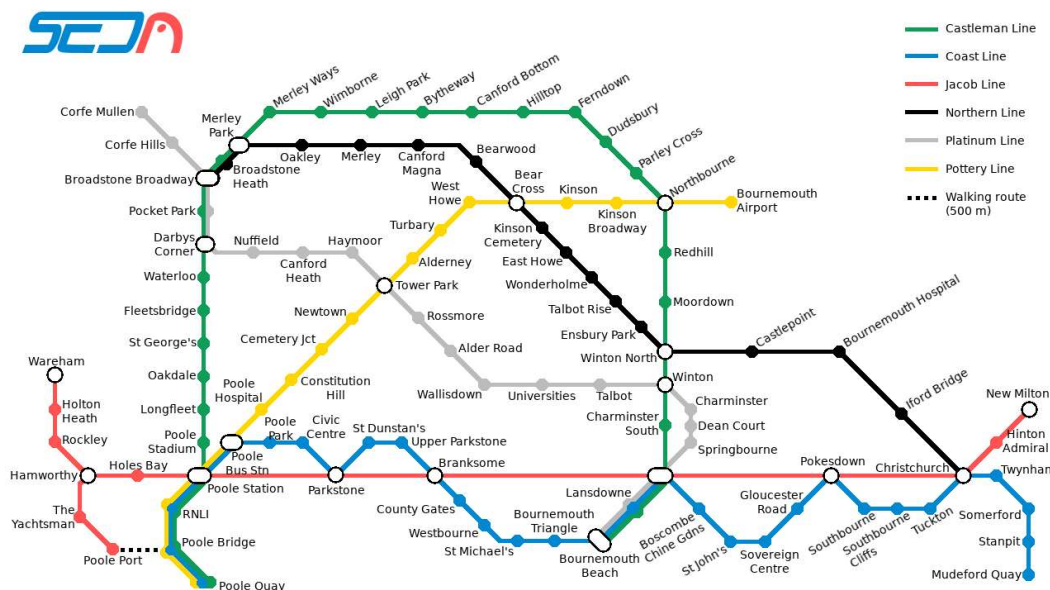 SEDA
Castleman Line
Coast Line
Jacob Line
Northern Line
Platinum Line
Pottery Line
Walking route
(500 m)
Corfe Mullen
Corfe Hills
Merley
Park
Merley Ways
Wimborne
Leigh Park
Bytheway
Canford Bottom
Hilltop
Ferndown
Dudsbury
Parley Cross
Northbourne
Broadstone Broadway
Broadstone
Heath
Oakley
Merley
Canford
Magna
Bearwood
Bear
Cross
West
Howe
Kinson
Kinson
Broadway
Bournemouth
Airport
Pocket Park
Darbys
Corner
Nuffield
Canford
Heath
Haymoor
Turbary
Alderney
Tower Park
Kinson
Cemetery
East Howe
Wonderholme
Talbot Rise
Ensbury Park
Winton North
Redhill
Moordown
Castlepoint
Bournemouth Hospital
Iford Bridge
Waterloo
Fleetsbridge
St George's
Oakdale
Longfleet
Poole
Stadium
Newtown
Cemetery Jct
Constitution
Hill
Poole
Hospital
Rossmore
Alder Road
Wallisdown
Universities
Talbot
Winton
Charminster
Dean Court
Springbourne
Charminster
South
Wareham
Holton
Heath
Rockley
Hamworthy
Holes Bay
The
Yachtsman
Poole Port
Poole
Park
Poole
Bus Stn
Poole Station
Civic
Centre
Parkstone
St Dunstan's
Upper Parkstone
Branksome
County Gates
Westbourne
St Michael's
Bournemouth
Triangle
Lansdowne
Bournemouth
Beach
Boscombe
Chine Gdns
St John's
Sovereign
Centre
Gloucester
Road
Pokesdown
Southbourne
Southbourne
Cliffs
Tuckton
Christchurch
New Milton
Hinton
Admiral
Twynham
Somerford
Stanpit
Mudeford Quay
RNLI
Poole Bridge
Poole Quay